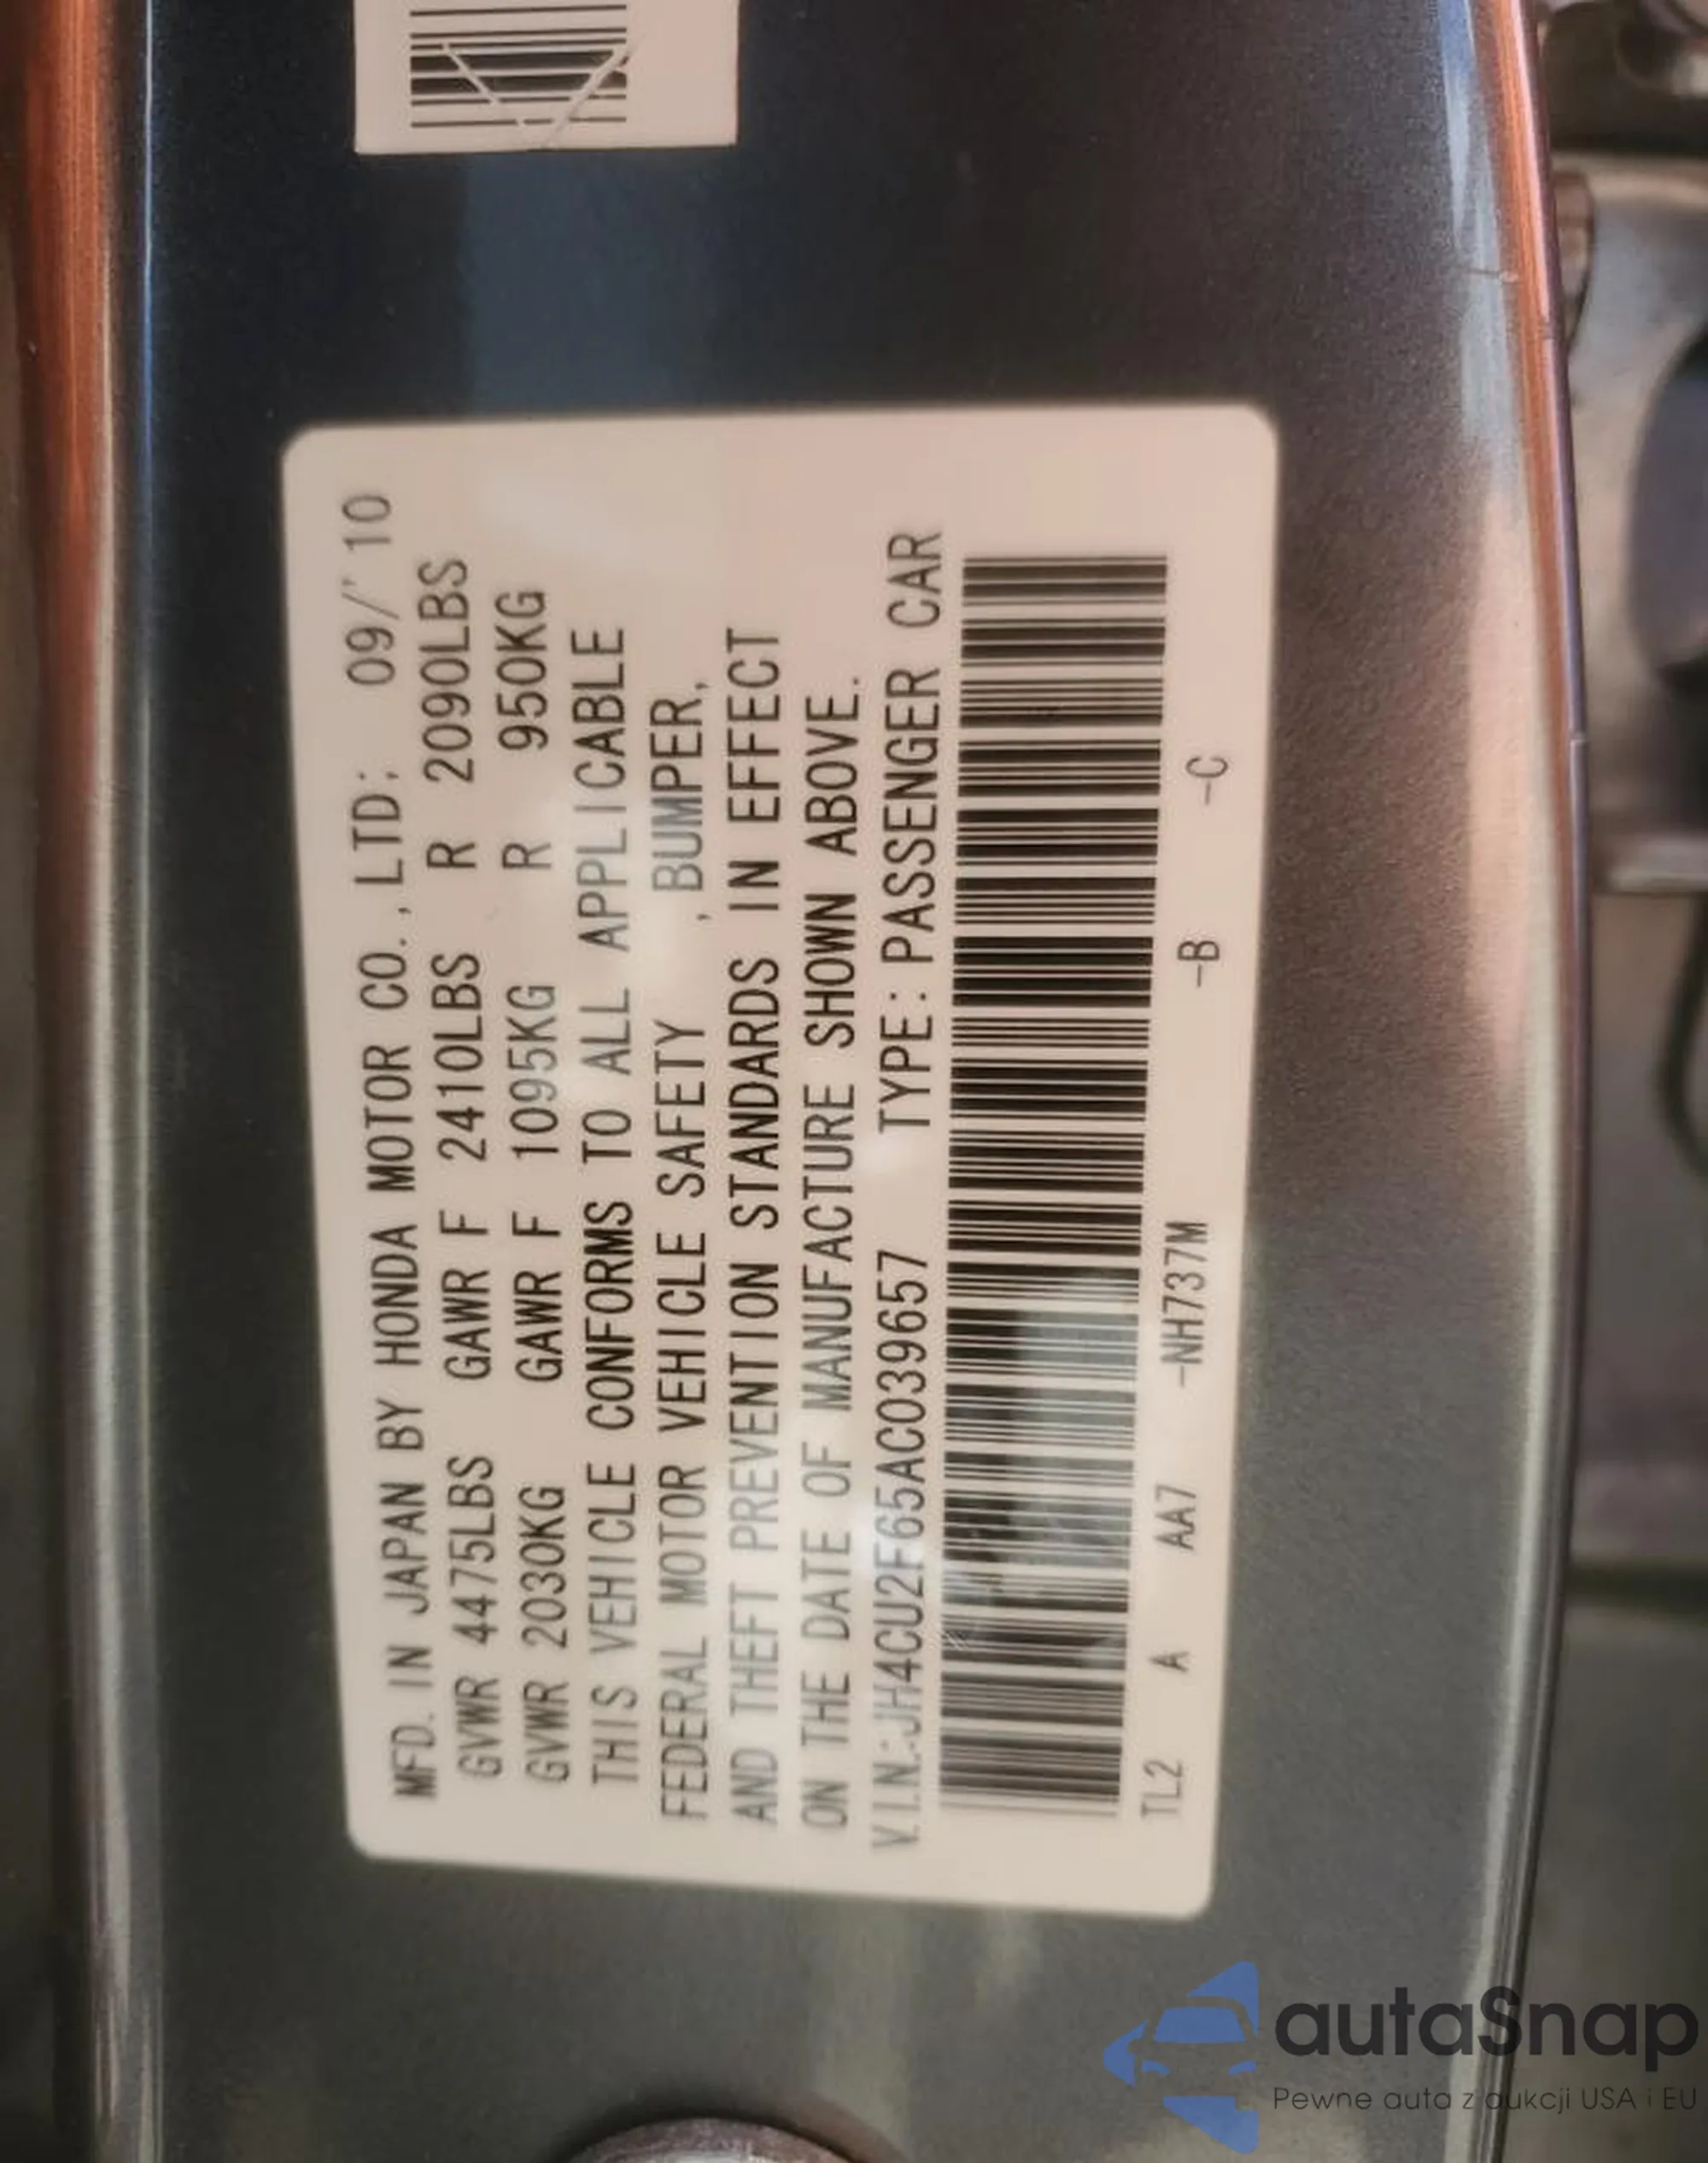 MFD. IN JAPAN BY HONDA MOTOR CO., LTD; 09/'10
GVWR 4475LBS GAWR F 2410LBS R 2090LBS
GVWR 2030KG GAWR F 1095KG R 950KG
THIS VEHICLE CONFORMS TO ALL APPLICABLE
FEDERAL MOTOR VEHICLE SAFETY , BUMPER,
AND THEFT PREVENTION STANDARDS IN EFFECT
ON THE DATE OF MANUFACTURE SHOWN ABOVE.
V.I.N.:JH4CU2F65AC039657 TYPE: PASSENGER CAR
TL2 A AA7 -NH737M -B -C
autaSnap
Pewne auta z aukcji USA i EU